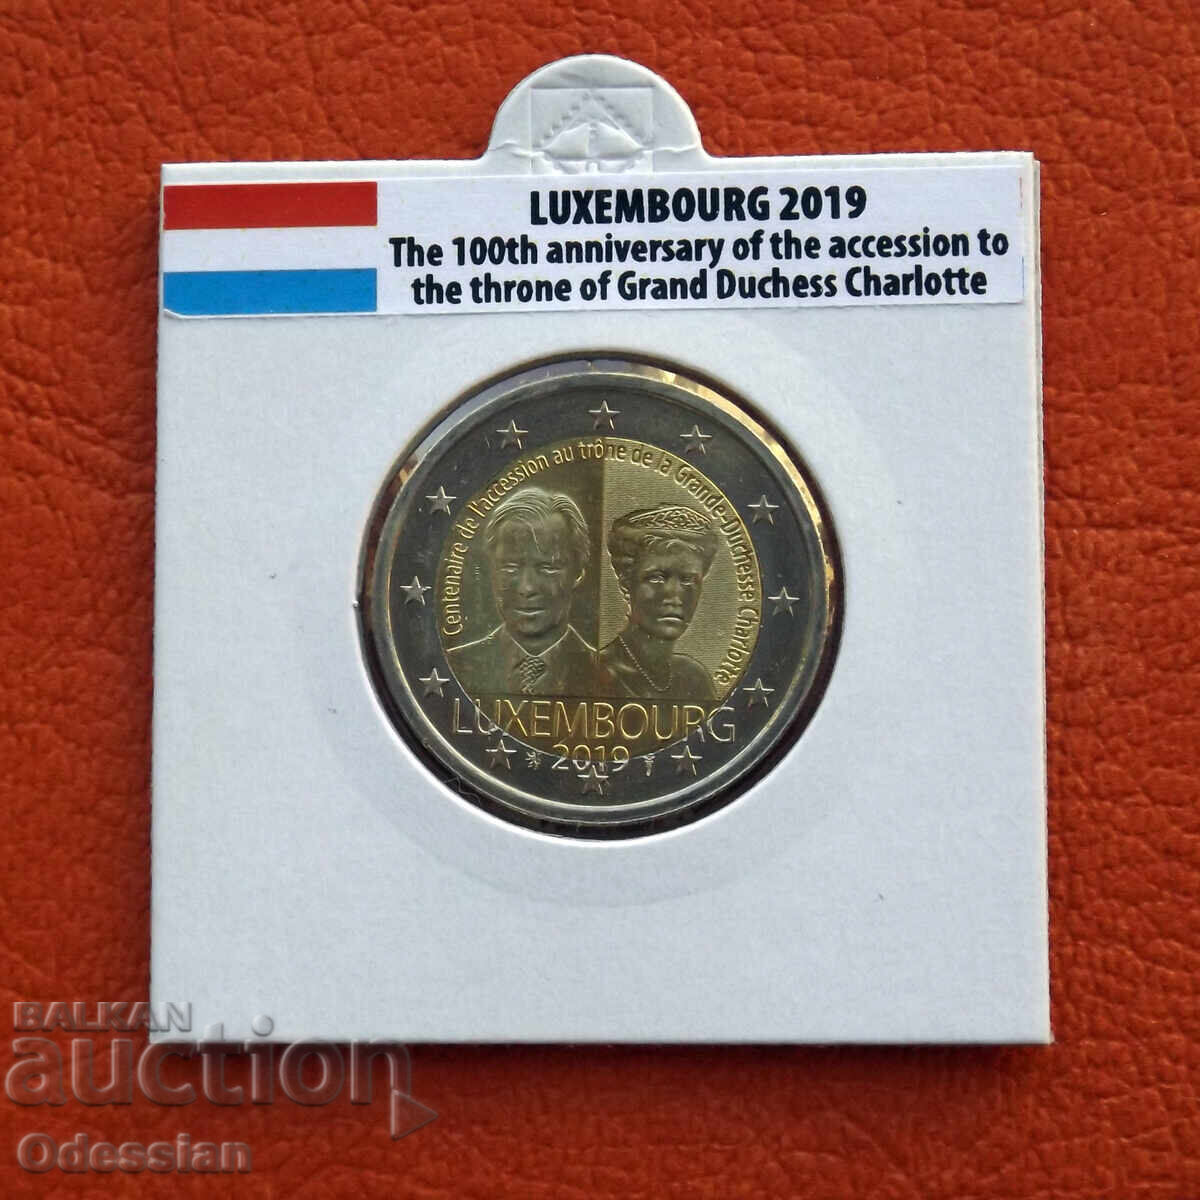 LUXEMBOURG 2019
The 100th anniversary of the accession to
the throne of Grand Duchess Charlotte
Centenaire de l'accession au trône de la Grande-Duchesse Charlotte
LUXEMBOURG
2019
BALKAN
auction
Odessian